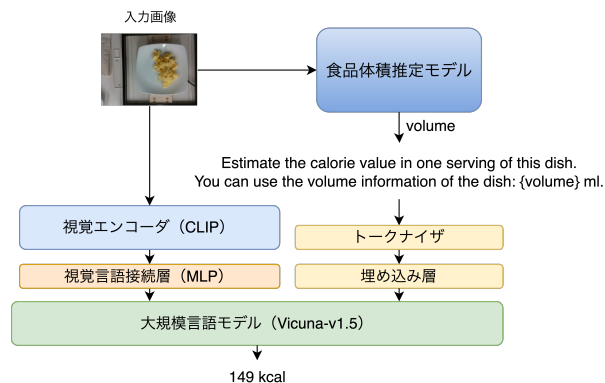 入力画像
食品体積推定モデル
volume
Estimate the calorie value in one serving of this dish.
You can use the volume information of the dish: {volume} ml.
視覚エンコーダ（CLIP）
トークナイザ
視覚言語接続層（MLP）
埋め込み層
大規模言語モデル（Vicuna-v1.5）
149 kcal